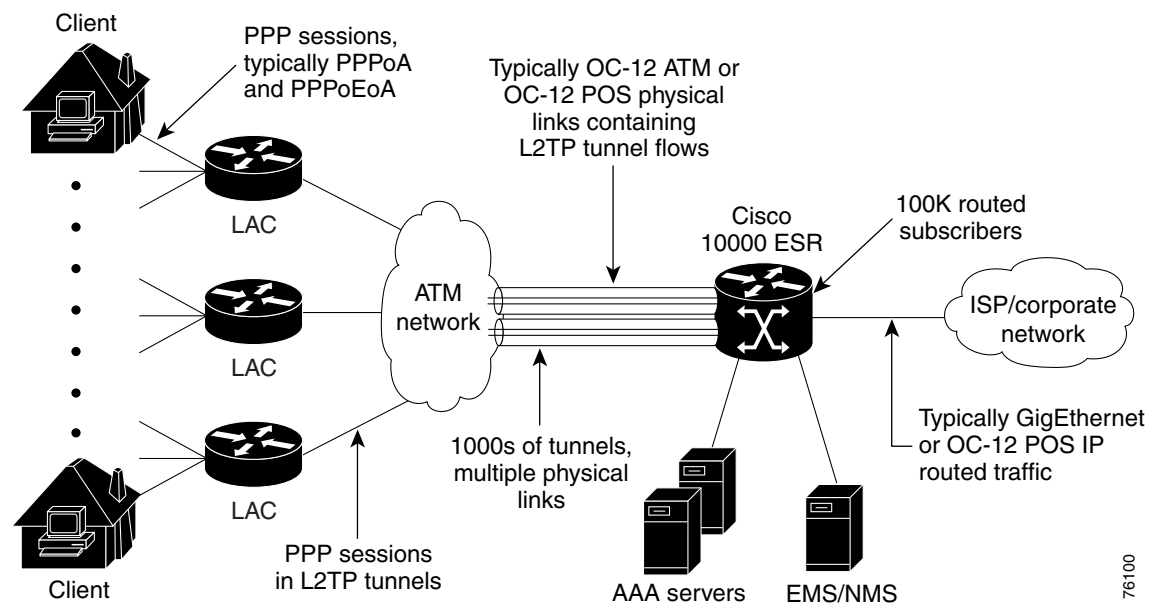 Client
PPP sessions,
typically PPPoA
and PPPoEoA
Typically OC-12 ATM or
OC-12 POS physical
links containing
L2TP tunnel flows
LAC
Cisco
10000 ESR
100K routed
subscribers
ATM
network
ISP/corporate
network
LAC
Typically GigEthernet
or OC-12 POS IP
routed traffic
1000s of tunnels,
multiple physical
links
LAC
PPP sessions
in L2TP tunnels
Client
AAA servers
EMS/NMS
76100